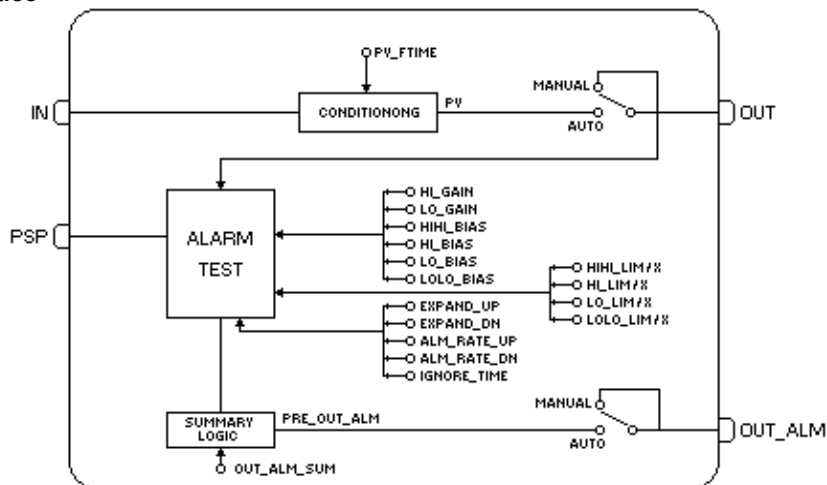 PV_FTIME
MANUAL
IN
CONDITIONONG
PV
OUT
AUTO
HI_GAIN
LO_GAIN
HIHI_BIAS
HI_BIAS
LO_BIAS
LOLO_BIAS
PSP
ALARM
TEST
HIHI_LIM/X
HI_LIM/X
LO_LIM/X
LOLO_LIM/X
EXPAND_UP
EXPAND_DN
ALM_RATE_UP
ALM_RATE_DN
IGNORE_TIME
MANUAL
SUMMARY
LOGIC
PRE_OUT_ALM
OUT_ALM
AUTO
OUT_ALM_SUM